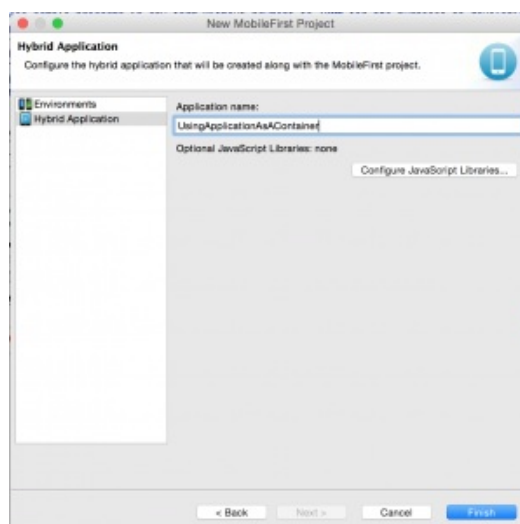 New MobileFirst Project
Hybrid Application
Configure the hybrid application that will be created along with the MobileFirst project.
Environments
Hybrid Application
Application name:
UsingApplicationAsAContainer
Optional JavaScript Libraries: none
Configure JavaScript Libraries...
< Back
Next >
Cancel
Finish